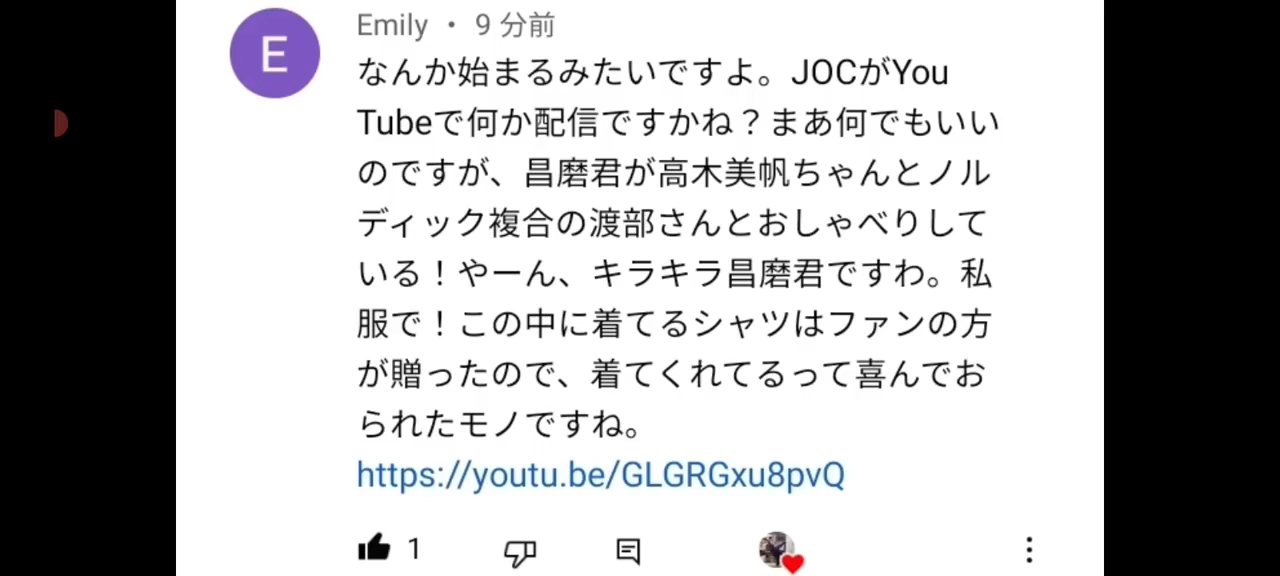 E
Emily ・ 9 分前
なんか始まるみたいですよ。JOCがYou
Tubeで何か配信ですかね？まあ何でもいい
のですが、昌磨君が高木美帆ちゃんとノル
ディック複合の渡部さんとおしゃべりして
いる！やーん、キラキラ昌磨君ですわ。私
服で！この中に着てるシャツはファンの方
が贈ったので、着てくれてるって喜んでお
られたモノですね。
https://youtu.be/GLGRGxu8pvQ
1